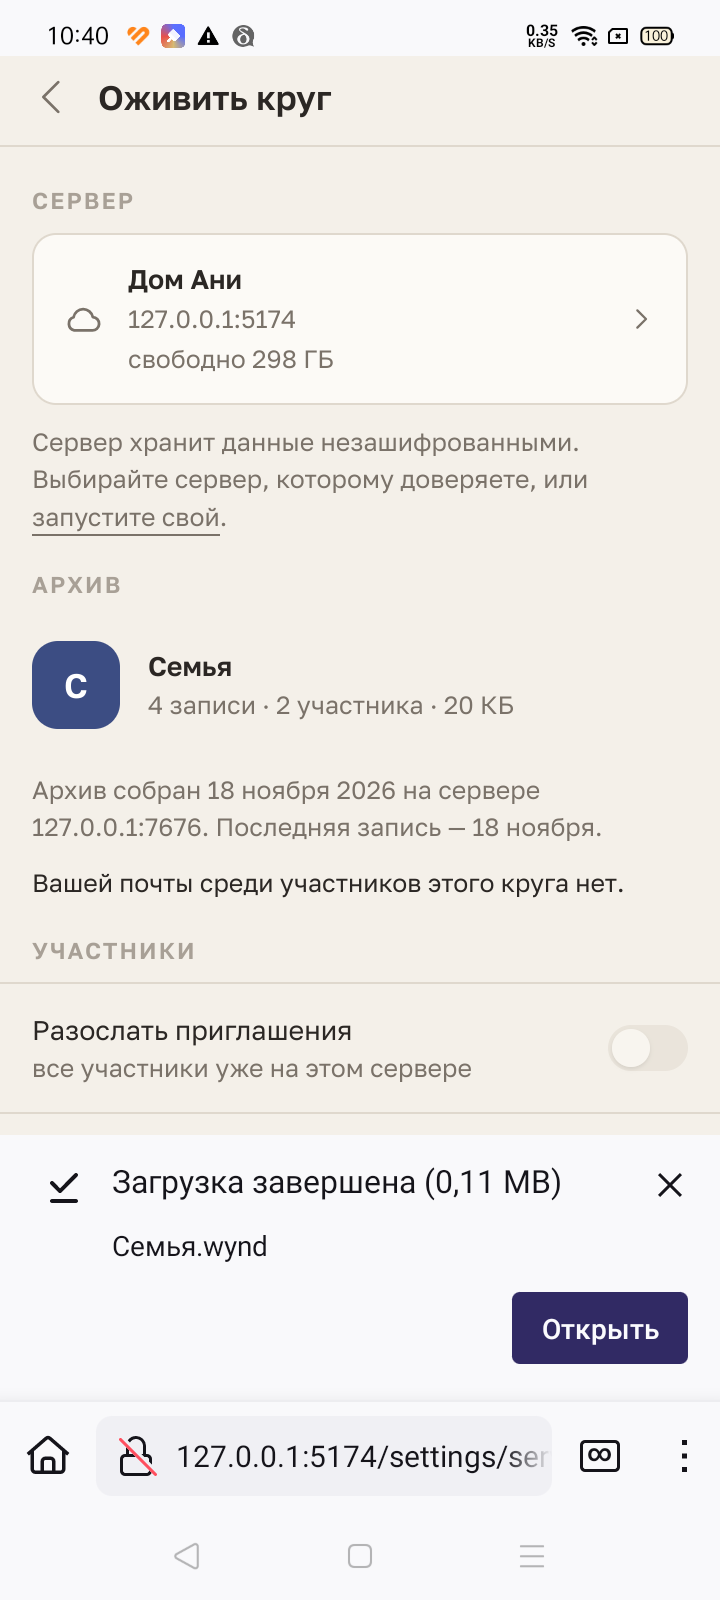 10:40
0.35
KB/S
100
Оживить круг
СЕРВЕР
Дом Ани
127.0.0.1:5174
свободно 298 ГБ
Сервер хранит данные незашифрованными.
Выбирайте сервер, которому доверяете, или
запустите свой.
АРХИВ
С
Семья
4 записи · 2 участника · 20 КБ
Архив собран 18 ноября 2026 на сервере
127.0.0.1:7676. Последняя запись — 18 ноября.
Вашей почты среди участников этого круга нет.
УЧАСТНИКИ
Разослать приглашения
все участники уже на этом сервере
Загрузка завершена (0,11 MB)
Семья.wynd
Открыть
127.0.0.1:5174/settings/ser